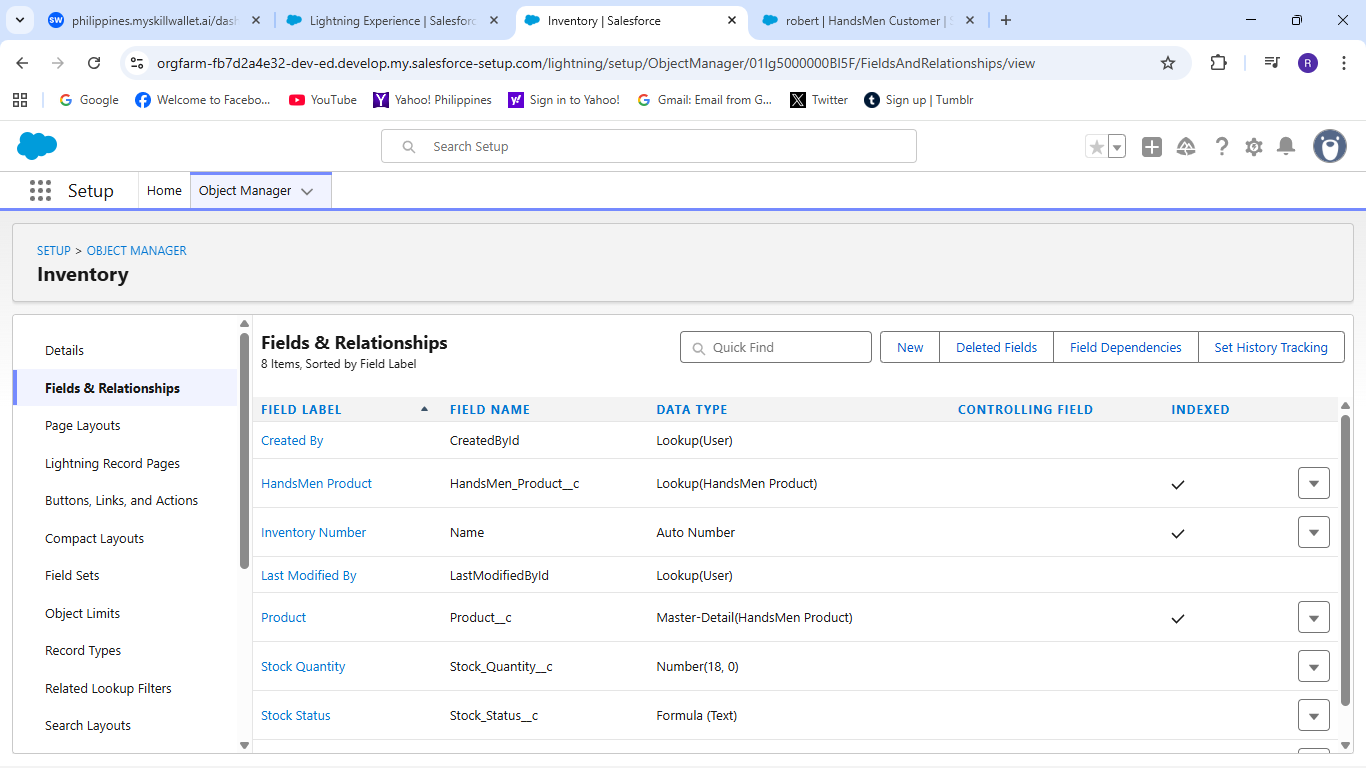 philippines.myskillwallet.ai/dash
Lightning Experience | Salesforc
Inventory | Salesforce
robert | HandsMen Customer | S
orgfarm-fb7d2a4e32-dev-ed.develop.my.salesforce-setup.com/lightning/setup/ObjectManager/01Ig5000000BI5F/FieldsAndRelationships/view
R
Google
Welcome to Facebo...
YouTube
Yahoo! Philippines
Sign in to Yahoo!
Gmail: Email from G...
Twitter
Sign up | Tumblr
Search Setup
Setup
Home
Object Manager
SETUP > OBJECT MANAGER
Inventory
Details
Fields & Relationships
Page Layouts
Lightning Record Pages
Buttons, Links, and Actions
Compact Layouts
Field Sets
Object Limits
Record Types
Related Lookup Filters
Search Layouts
Fields & Relationships
8 Items, Sorted by Field Label
Quick Find
New
Deleted Fields
Field Dependencies
Set History Tracking
FIELD LABEL FIELD NAME DATA TYPE CONTROLLING FIELD INDEXED
Created By CreatedById Lookup(User)
HandsMen Product HandsMen_Product__c Lookup(HandsMen Product)
Inventory Number Name Auto Number
Last Modified By LastModifiedById Lookup(User)
Product Product__c Master-Detail(HandsMen Product)
Stock Quantity Stock_Quantity__c Number(18, 0)
Stock Status Stock_Status__c Formula (Text)